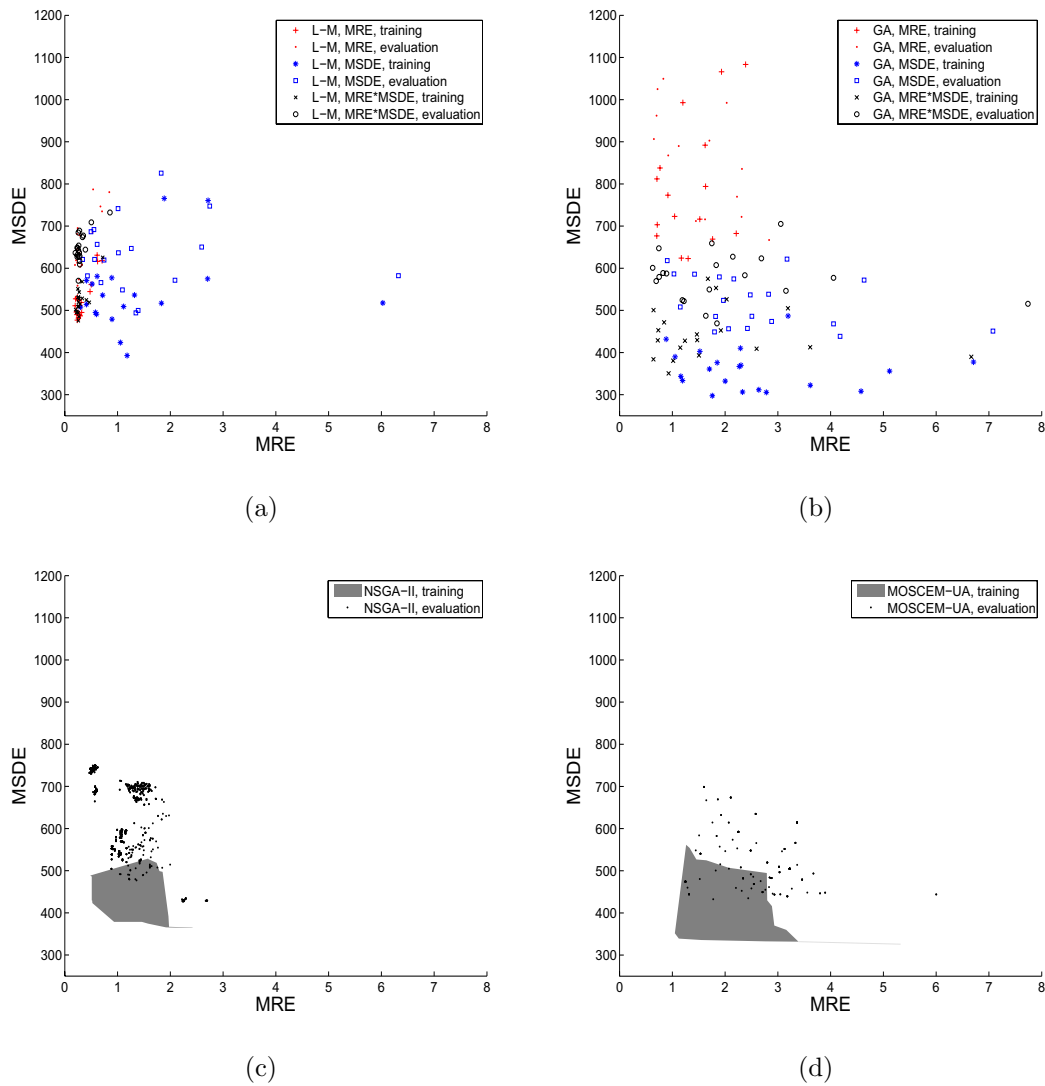 1200
1100
1000
900
800
700
600
500
400
300
0 1 2 3 4 5 6 7 8
MSDE
MRE
L−M, MRE, training
L−M, MRE, evaluation
L−M, MSDE, training
L−M, MSDE, evaluation
L−M, MRE*MSDE, training
L−M, MRE*MSDE, evaluation
(a)
1200
1100
1000
900
800
700
600
500
400
300
0 1 2 3 4 5 6 7 8
MSDE
MRE
GA, MRE, training
GA, MRE, evaluation
GA, MSDE, training
GA, MSDE, evaluation
GA, MRE*MSDE, training
GA, MRE*MSDE, evaluation
(b)
1200
1100
1000
900
800
700
600
500
400
300
0 1 2 3 4 5 6 7 8
MSDE
MRE
NSGA−II, training
NSGA−II, evaluation
(c)
1200
1100
1000
900
800
700
600
500
400
300
0 1 2 3 4 5 6 7 8
MSDE
MRE
MOSCEM−UA, training
MOSCEM−UA, evaluation
(d)